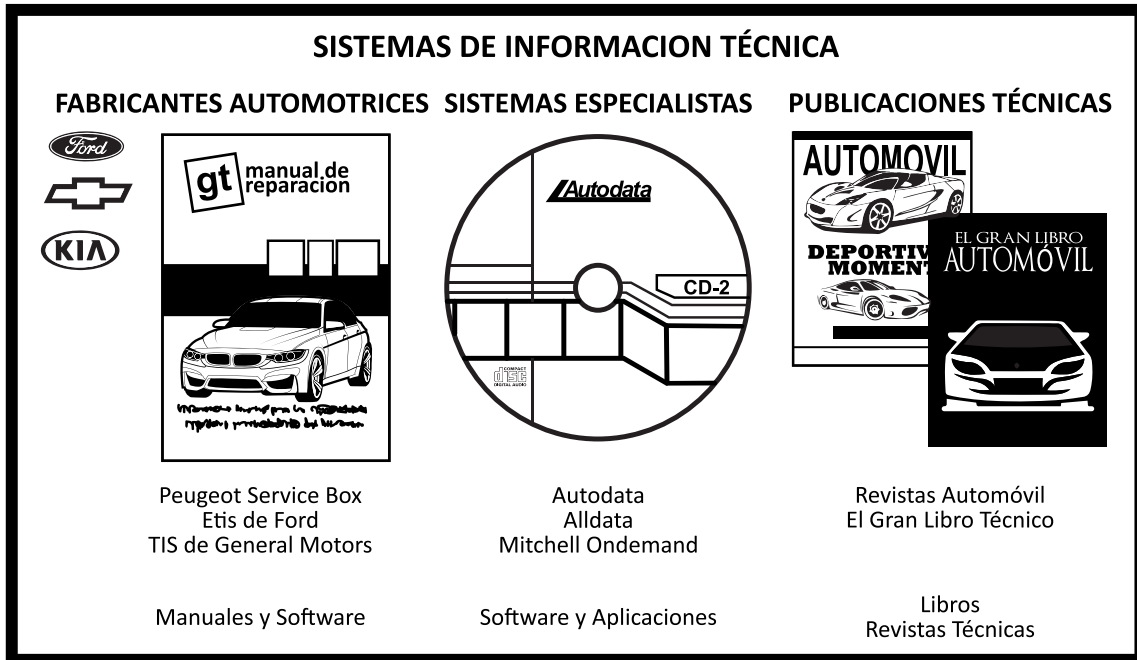 SISTEMAS DE INFORMACION TÉCNICA
FABRICANTES AUTOMOTRICES
Ford
KIA
gt
manual de
reparacion
Peugeot Service Box
Etis de Ford
TIS de General Motors
Manuales y Software
SISTEMAS ESPECIALISTAS
Autodata
CD-2
COMPACT
disc
DIGITAL AUDIO
Autodata
Alldata
Mitchell Ondemand
Software y Aplicaciones
PUBLICACIONES TÉCNICAS
AUTOMOVIL
DEPORTIV
MOMENT
EL GRAN LIBRO
AUTOMÓVIL
Revistas Automóvil
El Gran Libro Técnico
Libros
Revistas Técnicas